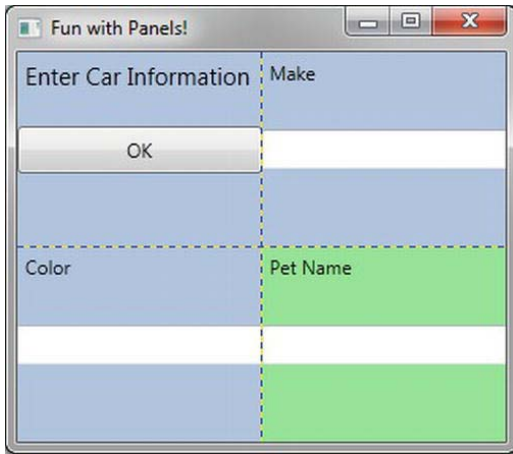 Fun with Panels!
Enter Car Information
Make
OK
Color
Pet Name